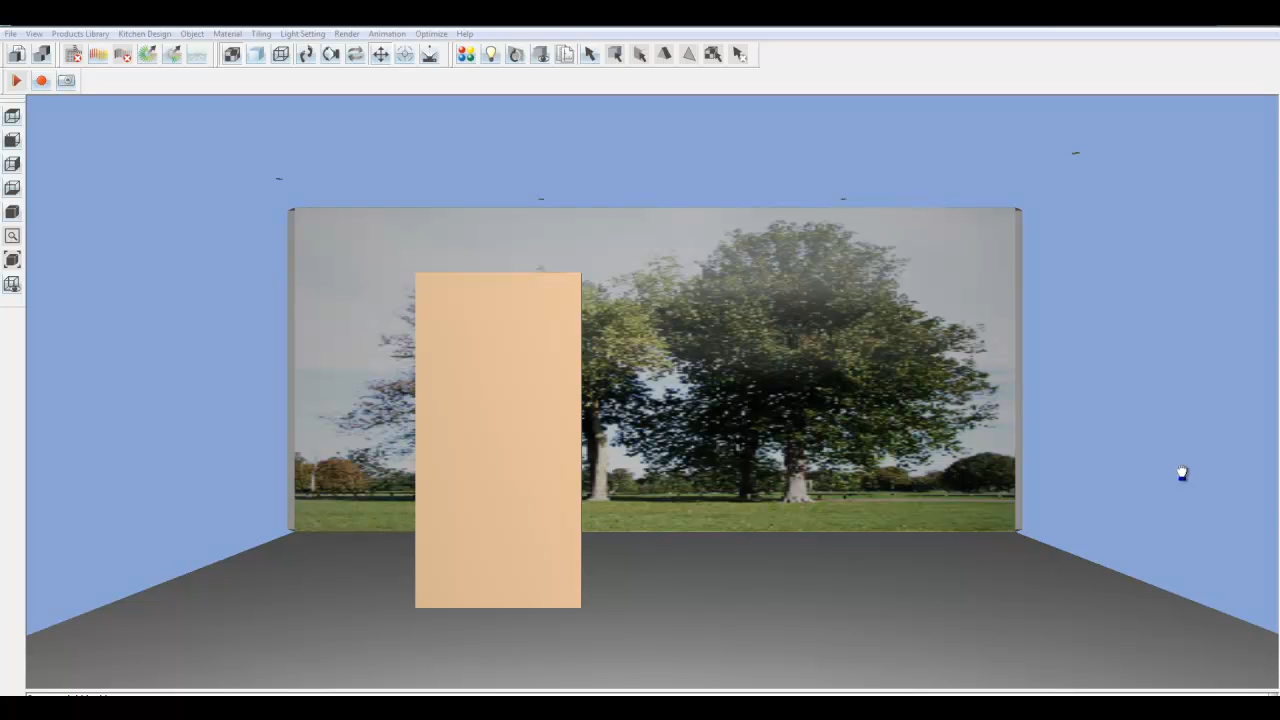 File View Products Library Kitchen Design Object Material Tiling Light Setting Render Animation Optimize Help